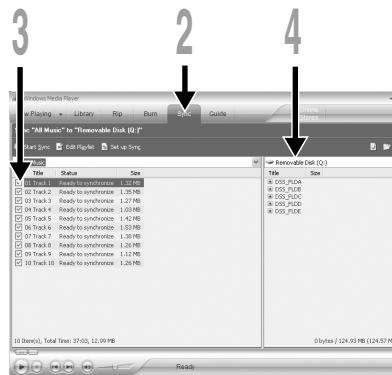 3 2 4
Windows Media Player
w Playing Library Rip Burn Sync Guide
Online Stores
nc "All Music" to "Removable Disk (Q:)"
Start Sync Edit Playlist Set up Sync
Music
Removable Disk (Q:)
Title Status Size
Title Size
01 Track 1 Ready to synchronize 1.32 MB
02 Track 2 Ready to synchronize 1.35 MB
03 Track 3 Ready to synchronize 1.27 MB
04 Track 4 Ready to synchronize 1.03 MB
05 Track 5 Ready to synchronize 1.42 MB
06 Track 6 Ready to synchronize 1.53 MB
07 Track 7 Ready to synchronize 1.38 MB
08 Track 8 Ready to synchronize 1.26 MB
09 Track 9 Ready to synchronize 1.12 MB
10 Track 10 Ready to synchronize 1.26 MB
DSS_FLDA
DSS_FLDB
DSS_FLDC
DSS_FLDD
DSS_FLDE
10 Item(s), Total Time: 37:03, 12.99 MB
0 bytes / 124.93 MB (124.57 M
Ready